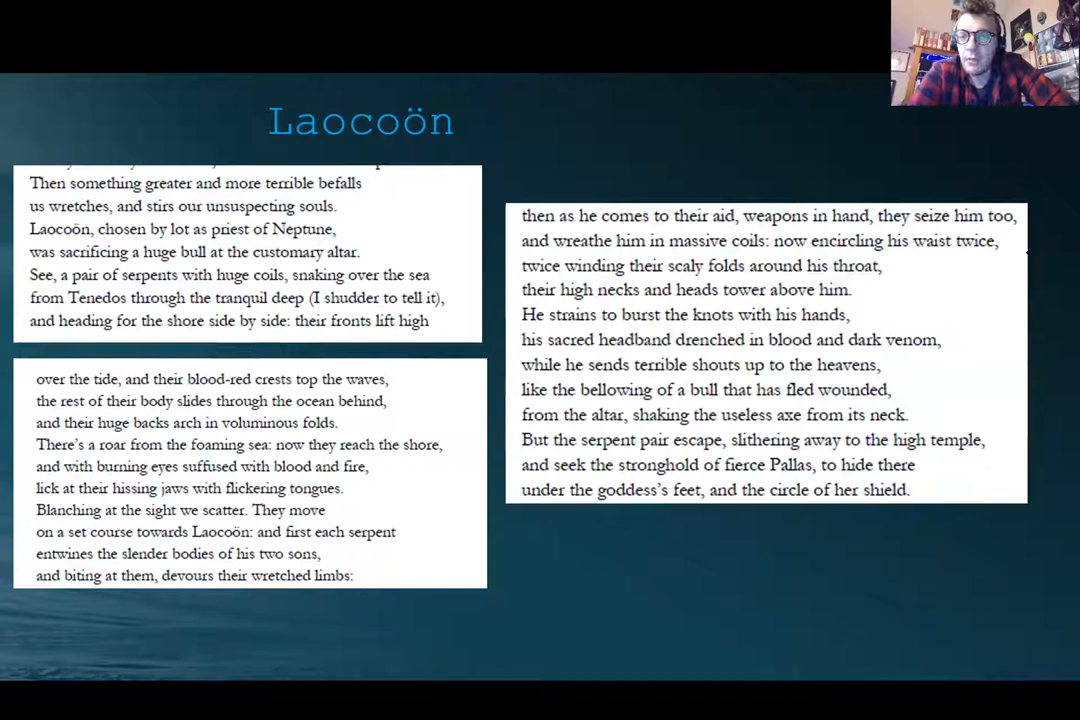 Laocoön
Then something greater and more terrible befalls
us wretches, and stirs our unsuspecting souls.
Laocoön, chosen by lot as priest of Neptune,
was sacrificing a huge bull at the customary altar.
See, a pair of serpents with huge coils, snaking over the sea
from Tenedos through the tranquil deep (I shudder to tell it),
and heading for the shore side by side: their fronts lift high
over the tide, and their blood-red crests top the waves,
the rest of their body slides through the ocean behind,
and their huge backs arch in voluminous folds.
There's a roar from the foaming sea: now they reach the shore,
and with burning eyes suffused with blood and fire,
lick at their hissing jaws with flickering tongues.
Blanching at the sight we scatter. They move
on a set course towards Laocoön: and first each serpent
entwines the slender bodies of his two sons,
and biting at them, devours their wretched limbs:
then as he comes to their aid, weapons in hand, they seize him too,
and wreathe him in massive coils: now encircling his waist twice,
twice winding their scaly folds around his throat,
their high necks and heads tower above him.
He strains to burst the knots with his hands,
his sacred headband drenched in blood and dark venom,
while he sends terrible shouts up to the heavens,
like the bellowing of a bull that has fled wounded,
from the altar, shaking the useless axe from its neck.
But the serpent pair escape, slithering away to the high temple,
and seek the stronghold of fierce Pallas, to hide there
under the goddess's feet, and the circle of her shield.